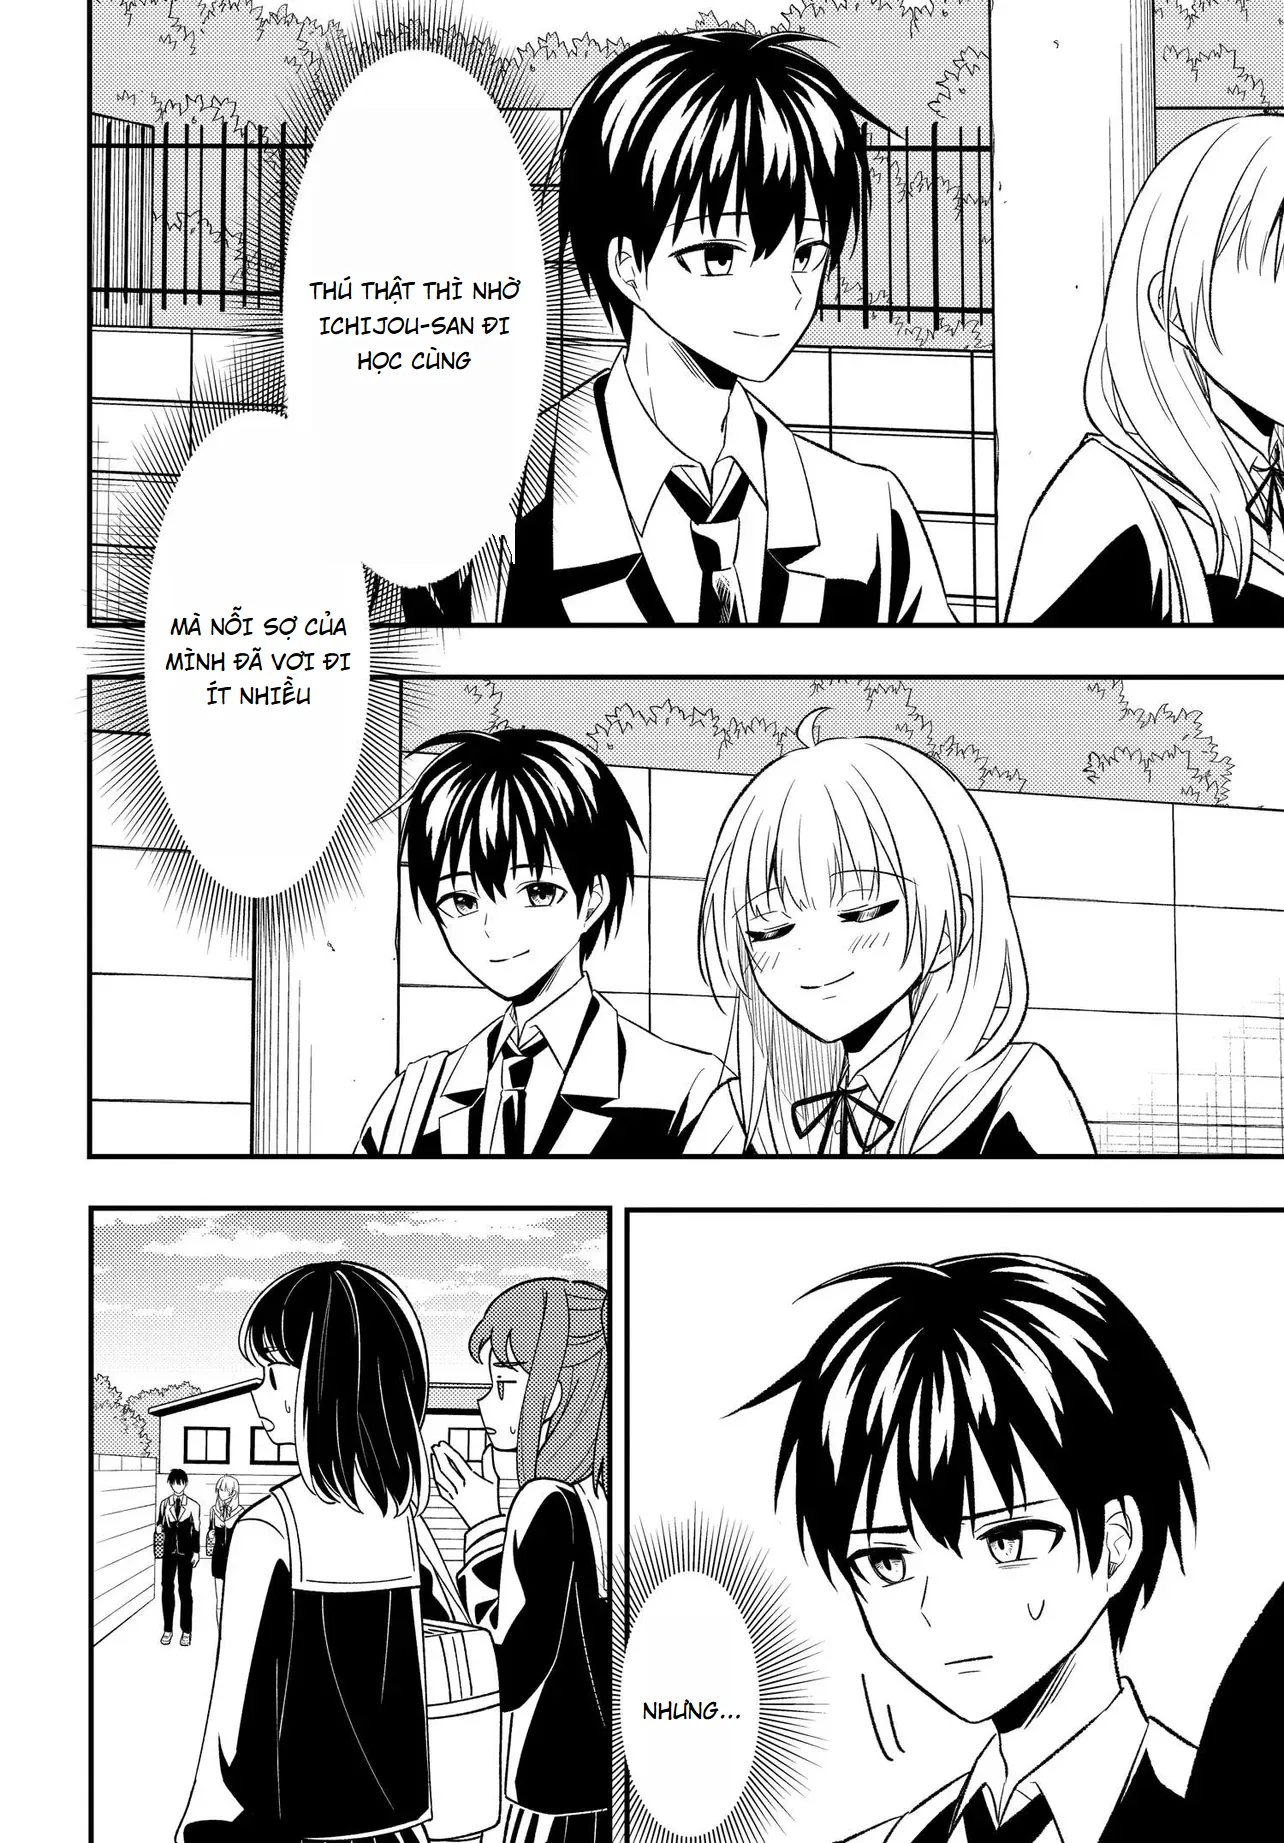 THÚ THẬT THÌ NHỜ
ICHIJOU-SAN ĐI
HỌC CÙNG
MÀ NỖI SỢ CỦA
MÌNH ĐÃ VƠI ĐI
ÍT NHIỀU
NHƯNG...